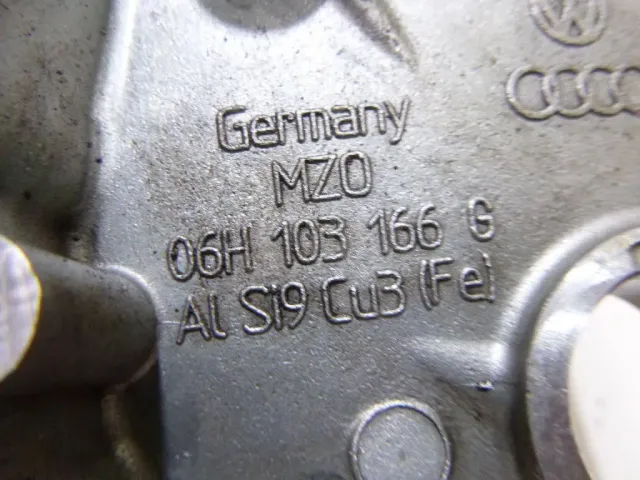 Germany
MZO
06H 103 166 G
Al Si9 Cu3 (Fe)